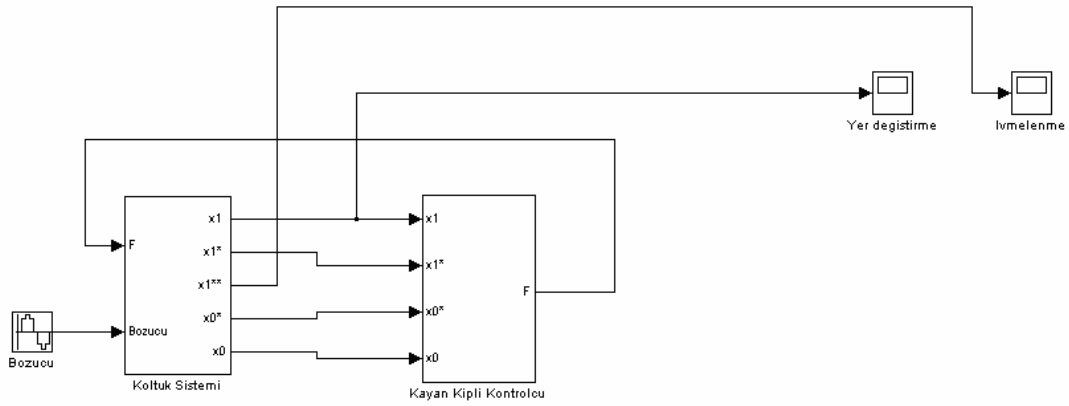 Yer degistirme
Ivmelenme
F
Bozucu
x1
x1*
x1**
x0*
x0
Koltuk Sistemi
x1
x1*
x0*
x0
F
Kayan Kipli Kontrolcu
Bozucu